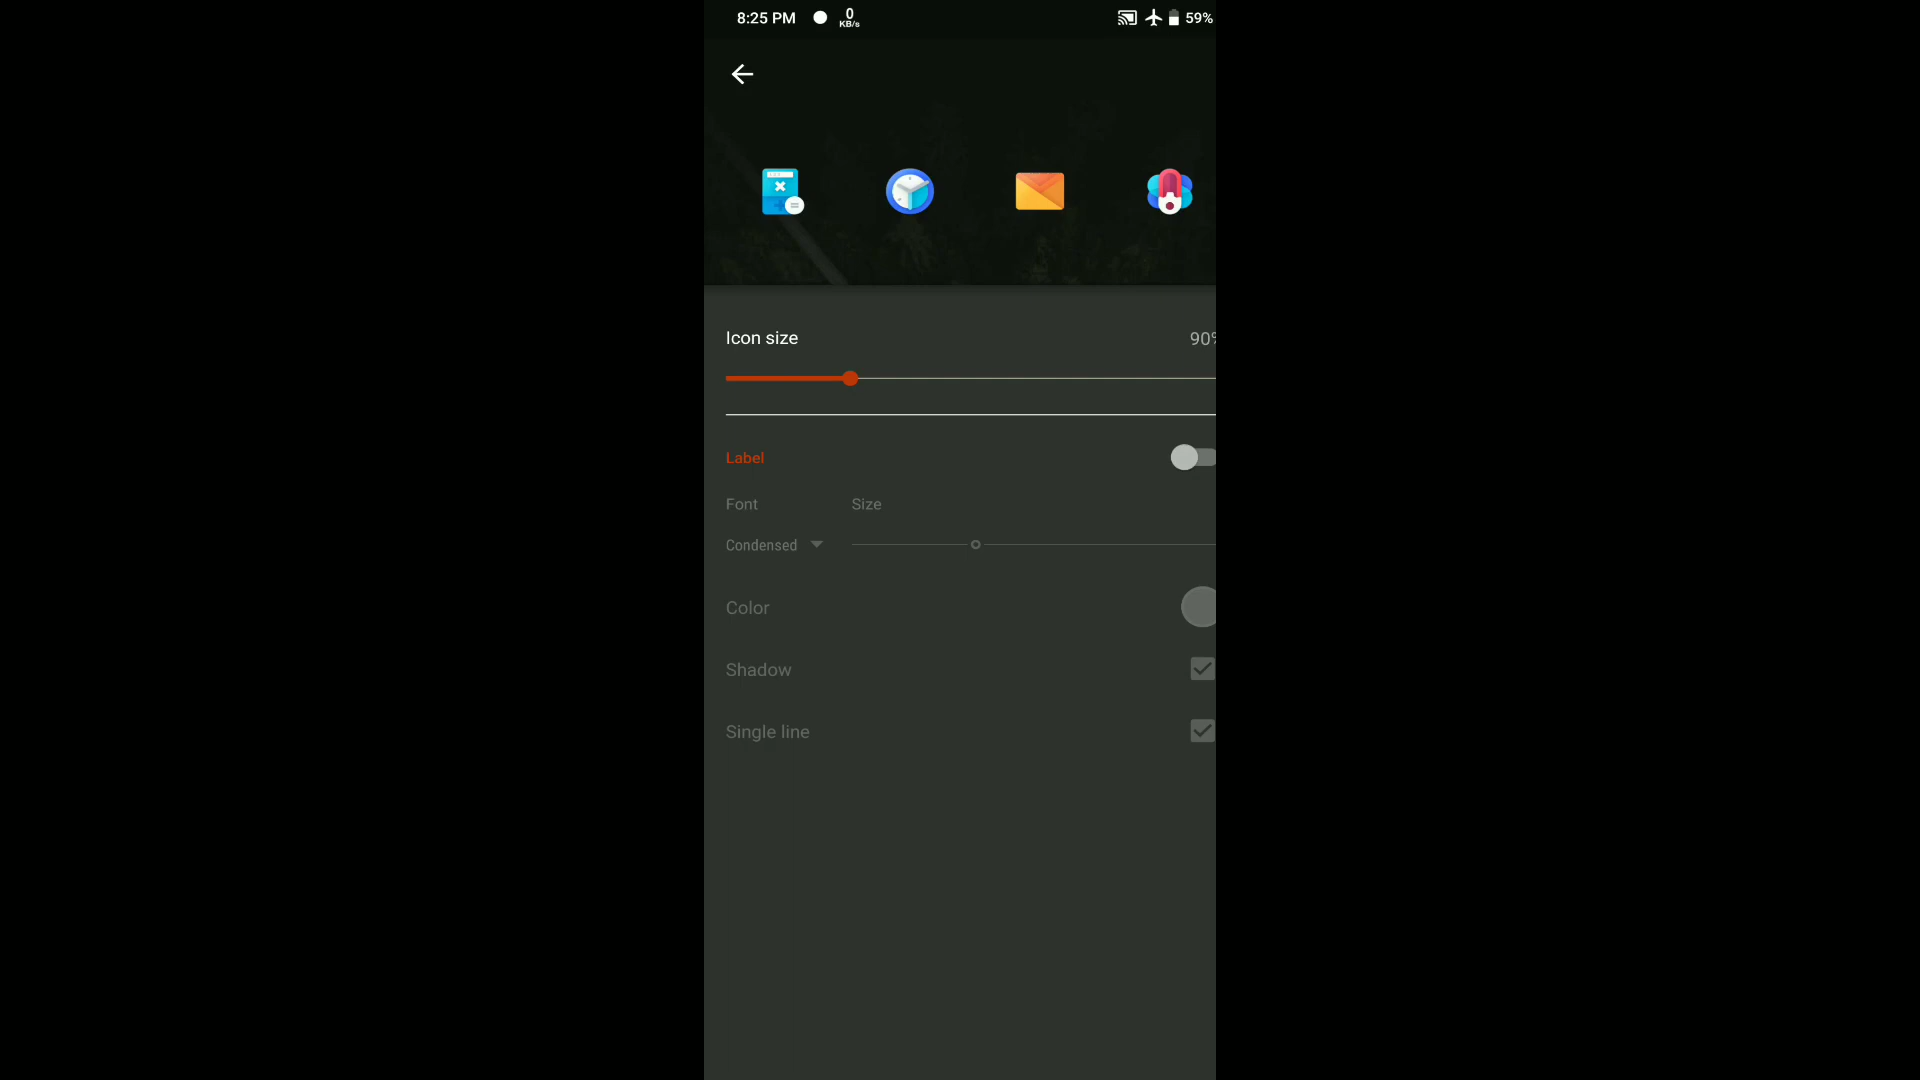 8:25 PM 0 KB/s 59%
Icon size 90%
Label
Font Size
Condensed
Color
Shadow
Single line